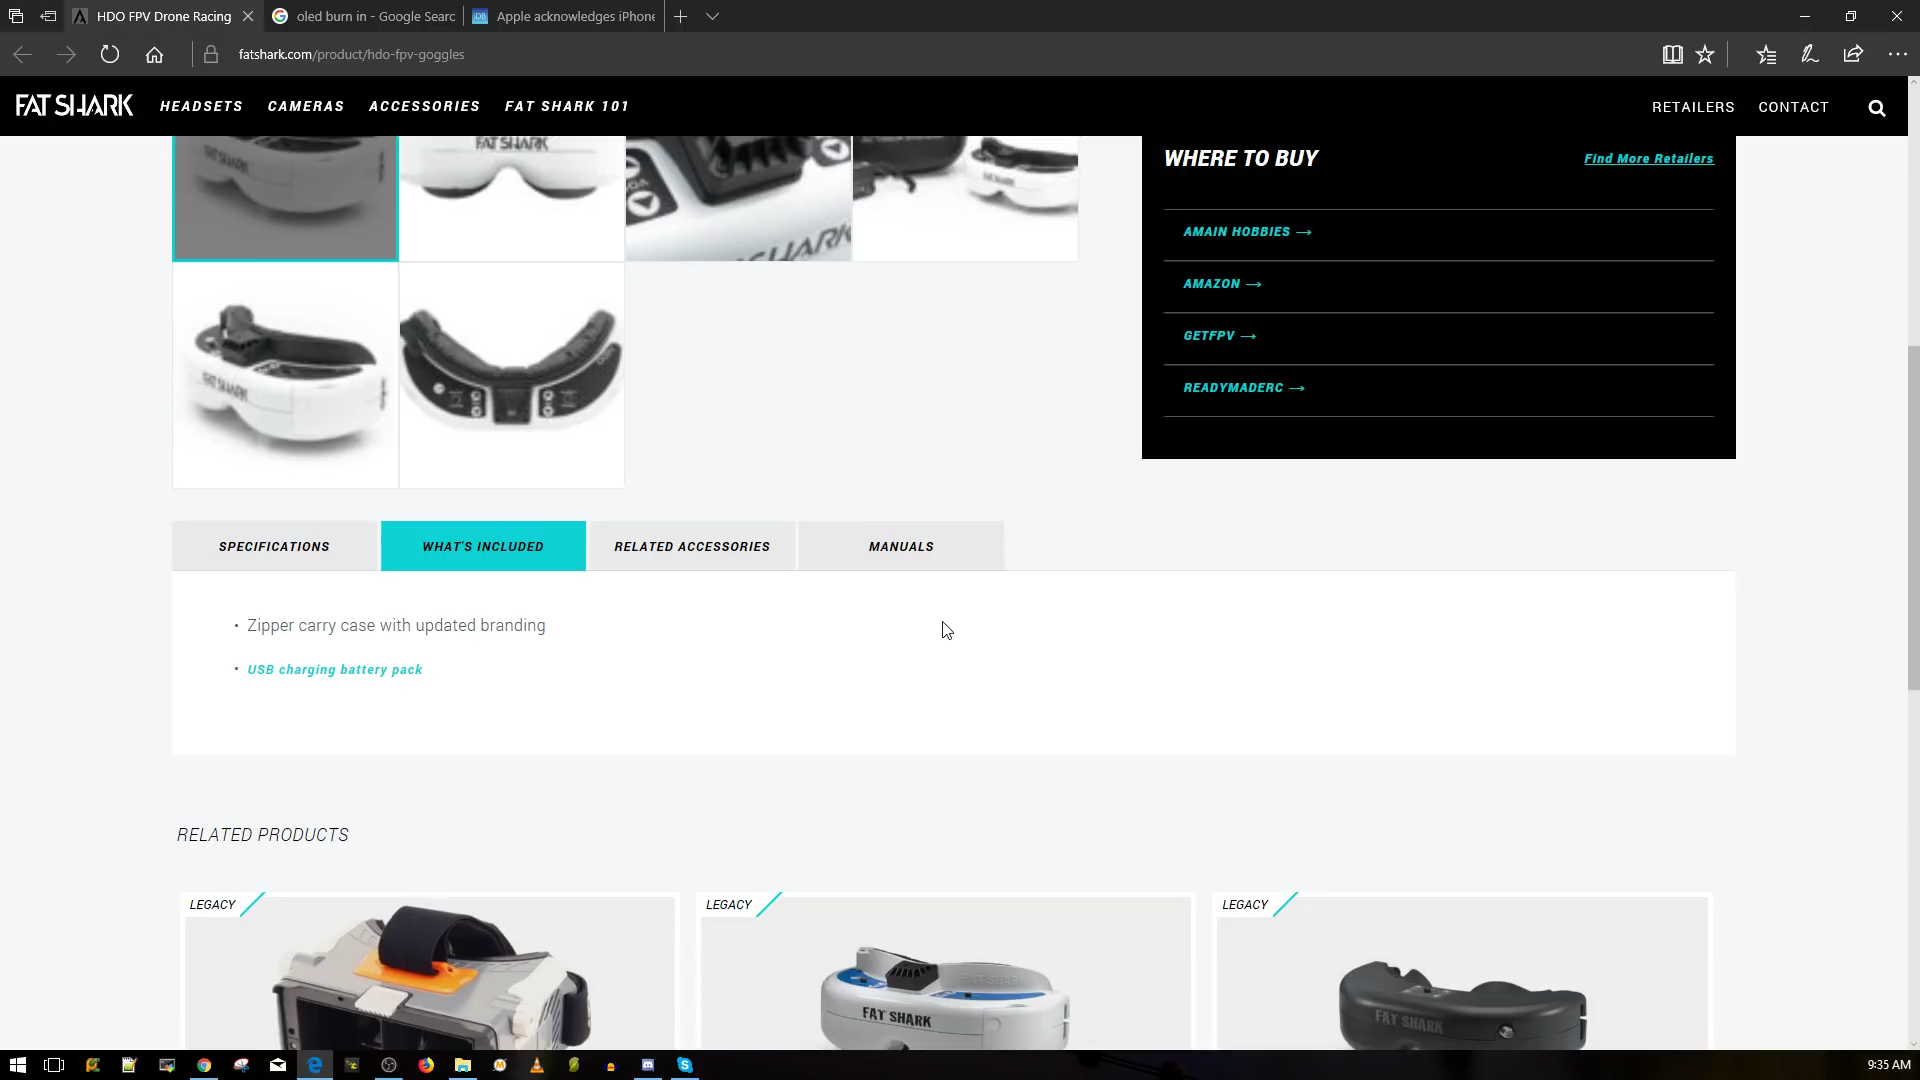 HDO FPV Drone Racing
oled burn in - Google Searc
Apple acknowledges iPhone
fatshark.com/product/hdo-fpv-goggles
FAT SHARK
HEADSETS
CAMERAS
ACCESSORIES
FAT SHARK 101
RETAILERS
CONTACT
FAT SHARK
WHERE TO BUY
Find More Retailers
AMAIN HOBBIES →
AMAZON →
GETFPV →
READYMADERC →
SPECIFICATIONS
WHAT'S INCLUDED
RELATED ACCESSORIES
MANUALS
• Zipper carry case with updated branding
• USB charging battery pack
RELATED PRODUCTS
LEGACY
LEGACY
LEGACY
FAT SHARK
FAT SHARK
9:35 AM